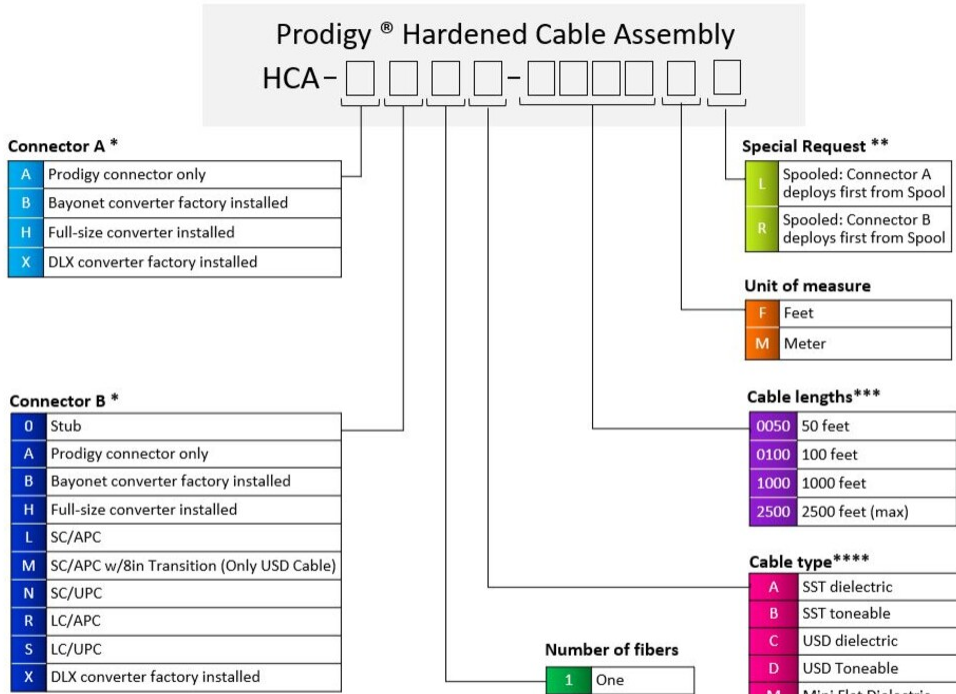 Prodigy ® Hardened Cable Assembly
HCA- -
Connector A *
A Prodigy connector only
B Bayonet converter factory installed
H Full-size converter installed
X DLX converter factory installed
Connector B *
0 Stub
A Prodigy connector only
B Bayonet converter factory installed
H Full-size converter installed
L SC/APC
M SC/APC w/8in Transition (Only USD Cable)
N SC/UPC
R LC/APC
S LC/UPC
X DLX converter factory installed
Number of fibers
1 One
Special Request **
L Spooled: Connector A
deploys first from Spool
R Spooled: Connector B
deploys first from Spool
Unit of measure
F Feet
M Meter
Cable lengths***
0050 50 feet
0100 100 feet
1000 1000 feet
2500 2500 feet (max)
Cable type****
A SST dielectric
B SST toneable
C USD dielectric
D USD Toneable
M Mini Flat Dielectric